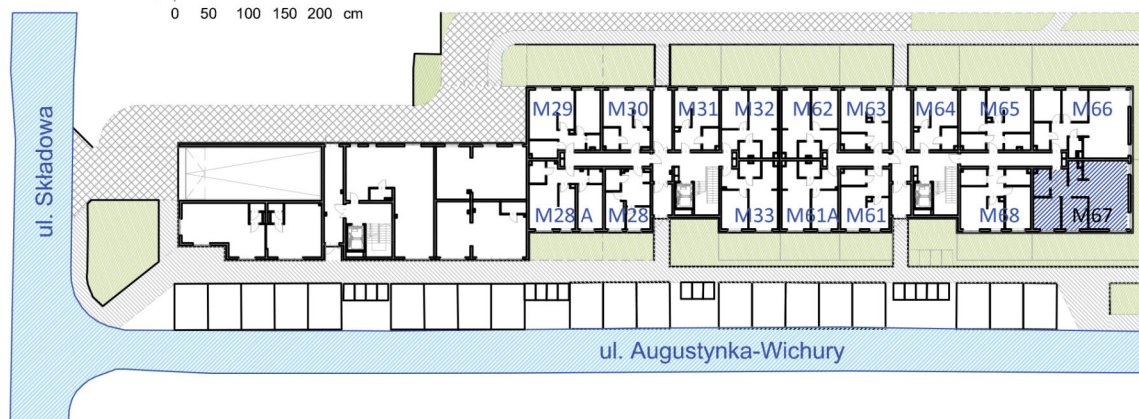 0 50 100 150 200 cm
M29 M30 M31 M32 M62 M63 M64 M65 M66
M28 A M28 M33 M61A M61 M68 M67
ul. Składowa
ul. Augustynka-Wichury